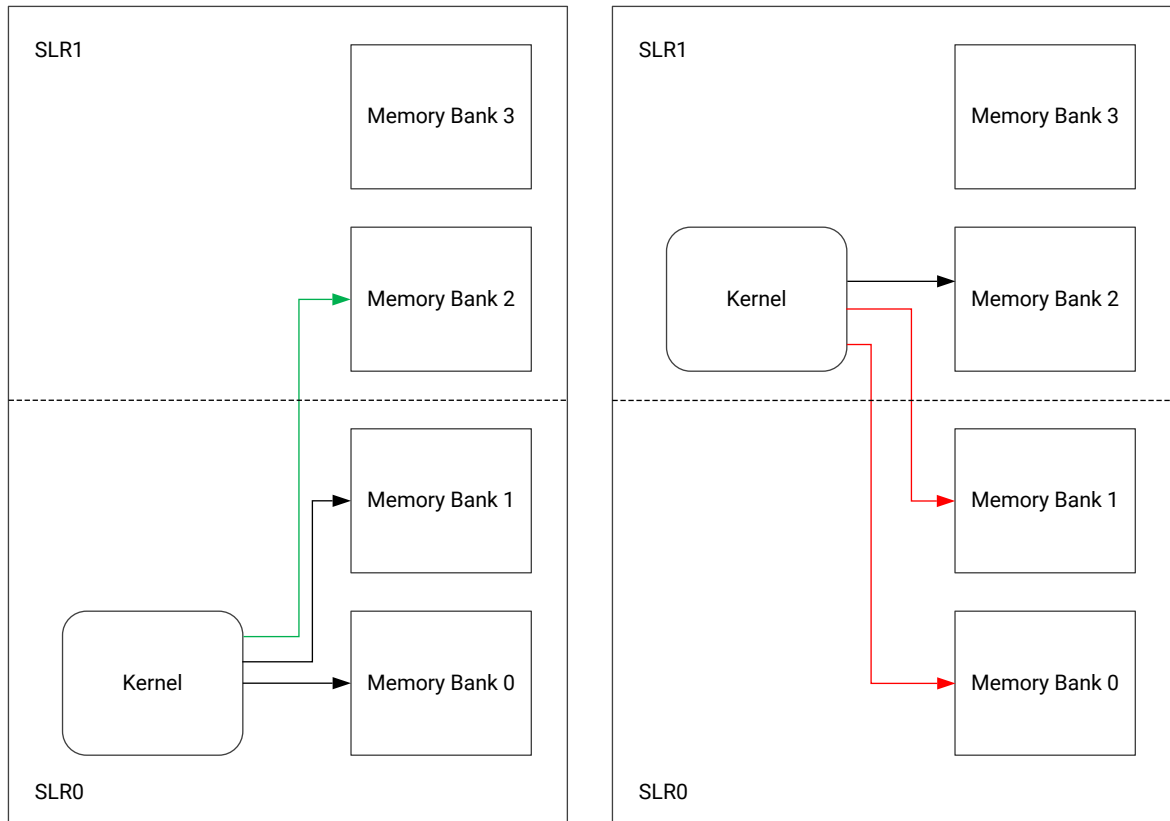 SLR1
Memory Bank 3
Memory Bank 2
Memory Bank 1
Kernel
Memory Bank 0
SLR0
SLR1
Memory Bank 3
Kernel
Memory Bank 2
Memory Bank 1
Memory Bank 0
SLR0